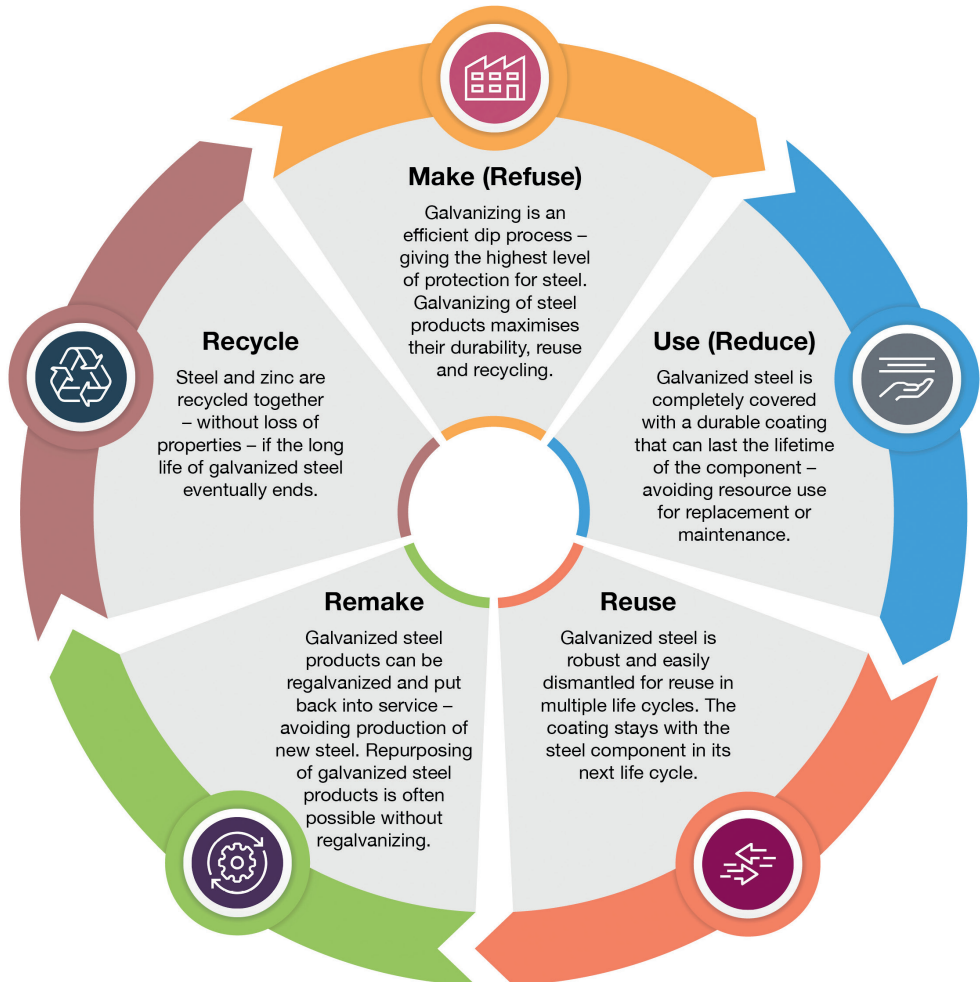 Make (Refuse)
Galvanizing is an
efficient dip process –
giving the highest level
of protection for steel.
Galvanizing of steel
products maximises
their durability, reuse
and recycling.
Use (Reduce)
Galvanized steel is
completely covered
with a durable coating
that can last the lifetime
of the component –
avoiding resource use
for replacement or
maintenance.
Reuse
Galvanized steel is
robust and easily
dismantled for reuse in
multiple life cycles. The
coating stays with the
steel component in its
next life cycle.
Remake
Galvanized steel
products can be
regalvanized and put
back into service –
avoiding production of
new steel. Repurposing
of galvanized steel
products is often
possible without
regalvanizing.
Recycle
Steel and zinc are
recycled together
– without loss of
properties – if the long
life of galvanized steel
eventually ends.